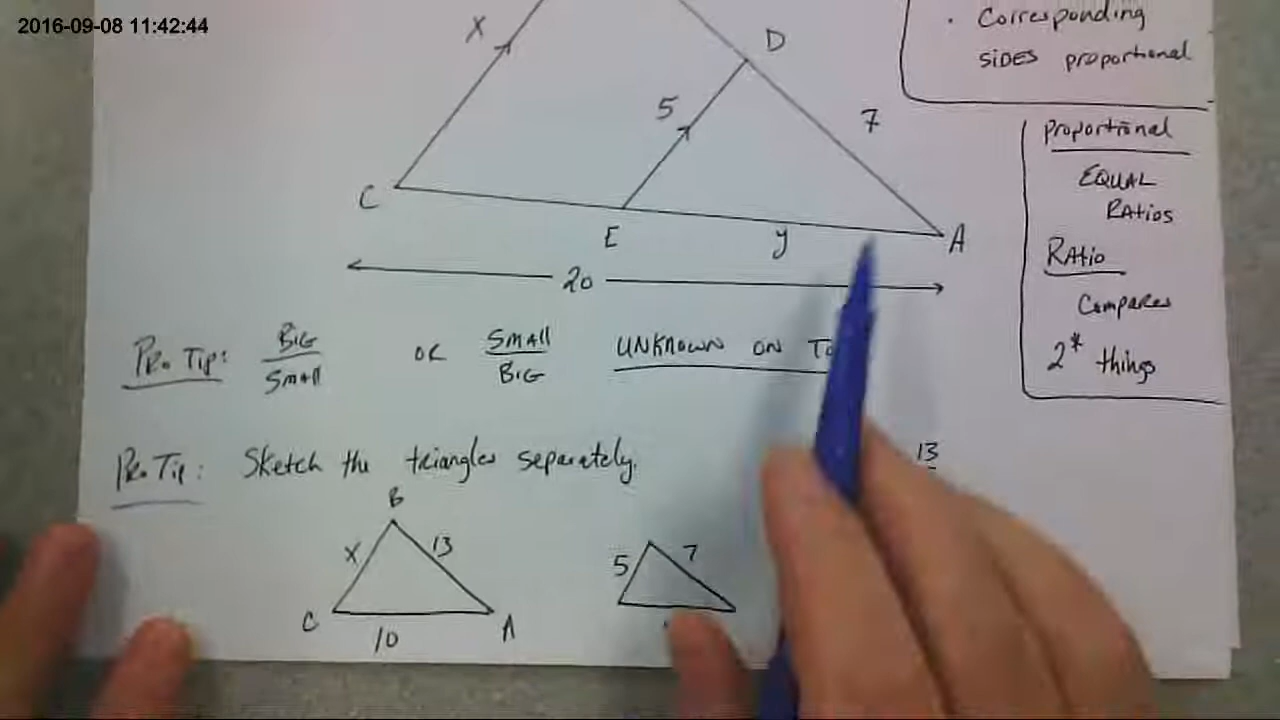 2016-09-08 11:42:44
• Corresponding
SIDES proportional
X
D
5
7
C
E
y
A
20
proportional
EQUAL
RATIOS
RATIO
Compares
2* things
PRO TIP: BIG
SMALL
OR
SMALL
BIG
UNKNOWN ON
PRO TIP: Sketch the triangles separately.
13
B
X
13
C
10
A
5
7